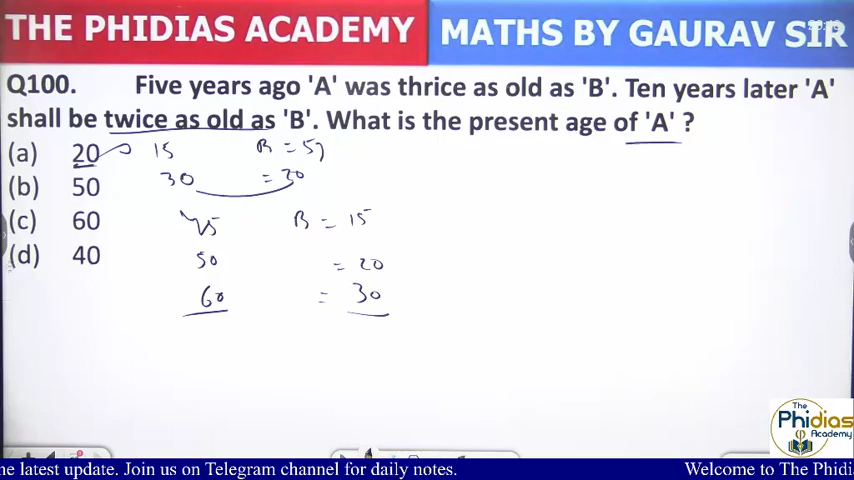 THE PHIDIAS ACADEMY
MATHS BY GAURAV SIR
Q100. Five years ago 'A' was thrice as old as 'B'. Ten years later 'A'
shall be twice as old as 'B'. What is the present age of 'A' ?
(a) 20 15 B = 5
(b) 50 30 = 20
(c) 60 45 B = 15
(d) 40 50 = 20
60 = 30
The
Phidias
Academy
he latest update. Join us on Telegram channel for daily notes. Welcome to The Phidia